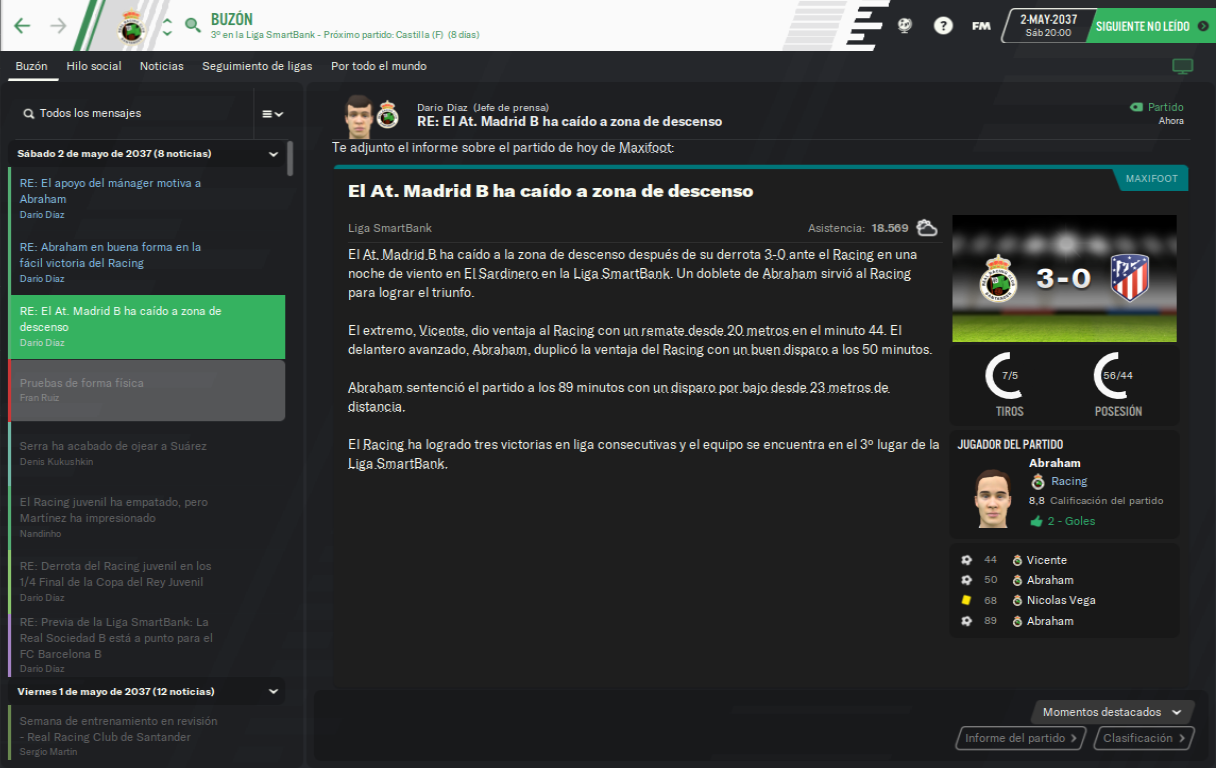 BUZÓN
3º en la Liga SmartBank - Próximo partido: Castilla (F) (8 días)
?
FM
2-MAY-2037
Sáb 20:00
SIGUIENTE NO LEÍDO
Buzón
Hilo social
Noticias
Seguimiento de ligas
Por todo el mundo
Todos los mensajes
Sábado 2 de mayo de 2037 (8 noticias)
RE: El apoyo del mánager motiva a
Abraham
Darío Díaz
RE: Abraham en buena forma en la
fácil victoria del Racing
Darío Díaz
RE: El At. Madrid B ha caído a zona de
descenso
Darío Díaz
Pruebas de forma física
Fran Ruiz
Serra ha acabado de ojear a Suárez
Denis Kukushkin
El Racing juvenil ha empatado, pero
Martínez ha impresionado
Nandinho
RE: Derrota del Racing juvenil en los
1/4 Final de la Copa del Rey Juvenil
Darío Díaz
RE: Previa de la Liga SmartBank: La
Real Sociedad B está a punto para el
FC Barcelona B
Darío Díaz
Viernes 1 de mayo de 2037 (12 noticias)
Semana de entrenamiento en revisión
- Real Racing Club de Santander
Sergio Martín
Darío Díaz (Jefe de prensa)
RE: El At. Madrid B ha caído a zona de descenso
Partido
Ahora
Te adjunto el informe sobre el partido de hoy de Maxifoot:
MAXIFOOT
El At. Madrid B ha caído a zona de descenso
Liga SmartBank
Asistencia: 18.569
El At. Madrid B ha caído a la zona de descenso después de su derrota 3-0 ante el Racing en una
noche de viento en El Sardinero en la Liga SmartBank. Un doblete de Abraham sirvió al Racing
para lograr el triunfo.
El extremo, Vicente, dio ventaja al Racing con un remate desde 20 metros en el minuto 44. El
delantero avanzado, Abraham, duplicó la ventaja del Racing con un buen disparo a los 50 minutos.
Abraham sentenció el partido a los 89 minutos con un disparo por bajo desde 23 metros de
distancia.
El Racing ha logrado tres victorias en liga consecutivas y el equipo se encuentra en el 3º lugar de la
Liga SmartBank.
3-0
7/5
TIROS
56/44
POSESIÓN
JUGADOR DEL PARTIDO
Abraham
Racing
8,8 Calificación del partido
2 - Goles
44 Vicente
50 Abraham
68 Nicolas Vega
89 Abraham
Momentos destacados
Informe del partido
Clasificación